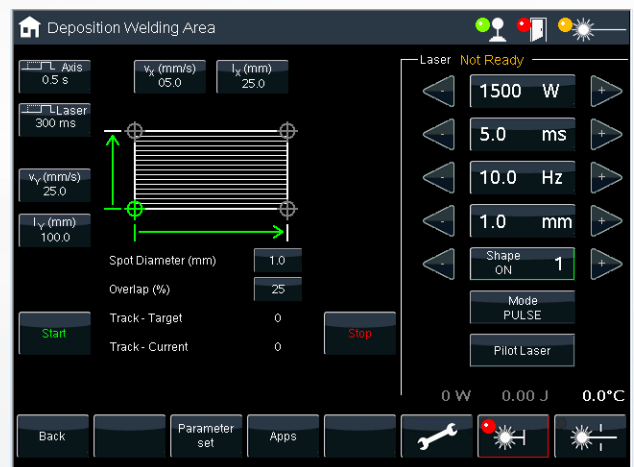 Deposition Welding Area
Axis
0.5 s
vX (mm/s)
05.0
lX (mm)
25.0
Laser
300 ms
vY (mm/s)
25.0
lY (mm)
100.0
Spot Diameter (mm) 1.0
Overlap (%) 25
Track - Target 0
Track - Current 0
Start
Stop
Laser Not Ready
- 1500 W +
- 5.0 ms +
- 10.0 Hz +
- 1.0 mm +
- Shape ON 1 +
Mode
PULSE
Pilot Laser
0 W 0.00 J 0.0°C
Back
Parameter
set
Apps